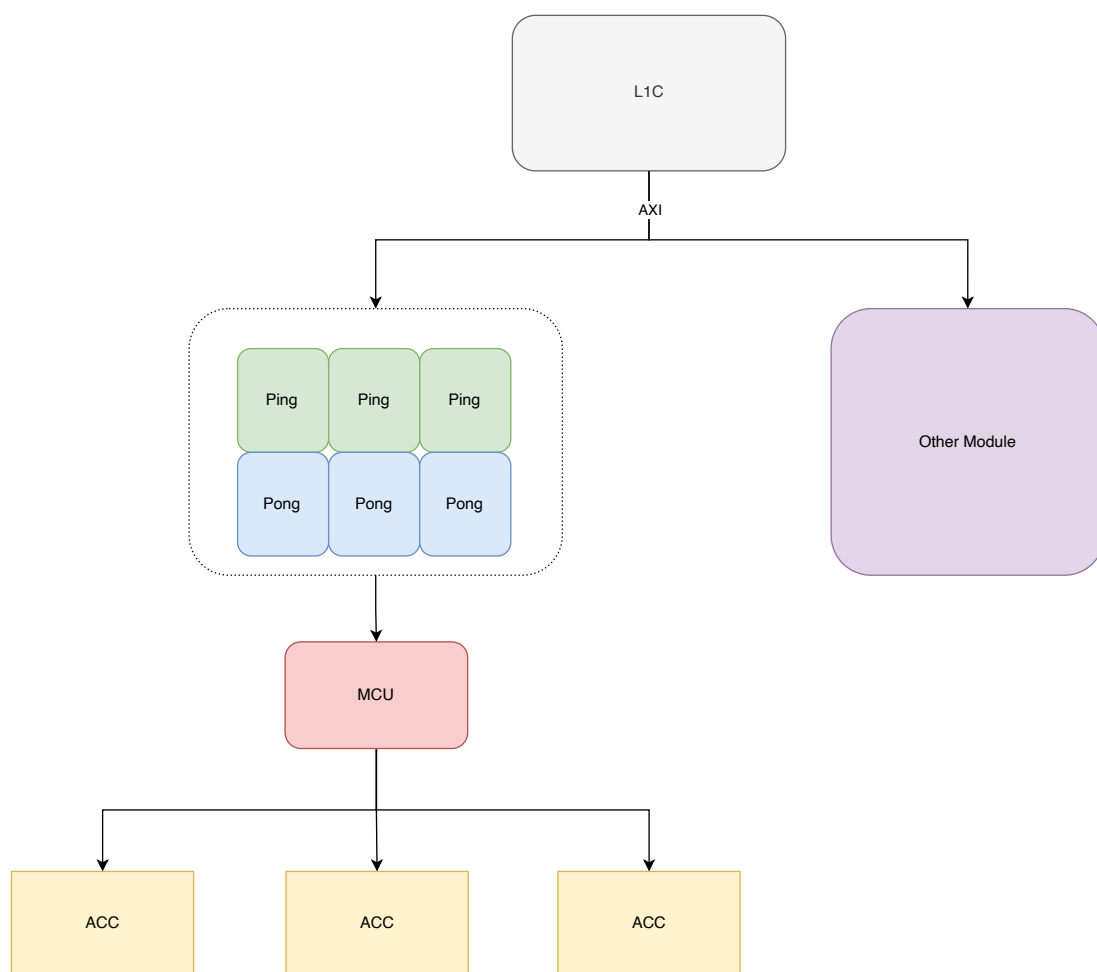 L1C
AXI
Ping
Ping
Ping
Other Module
Pong
Pong
Pong
MCU
ACC
ACC
ACC